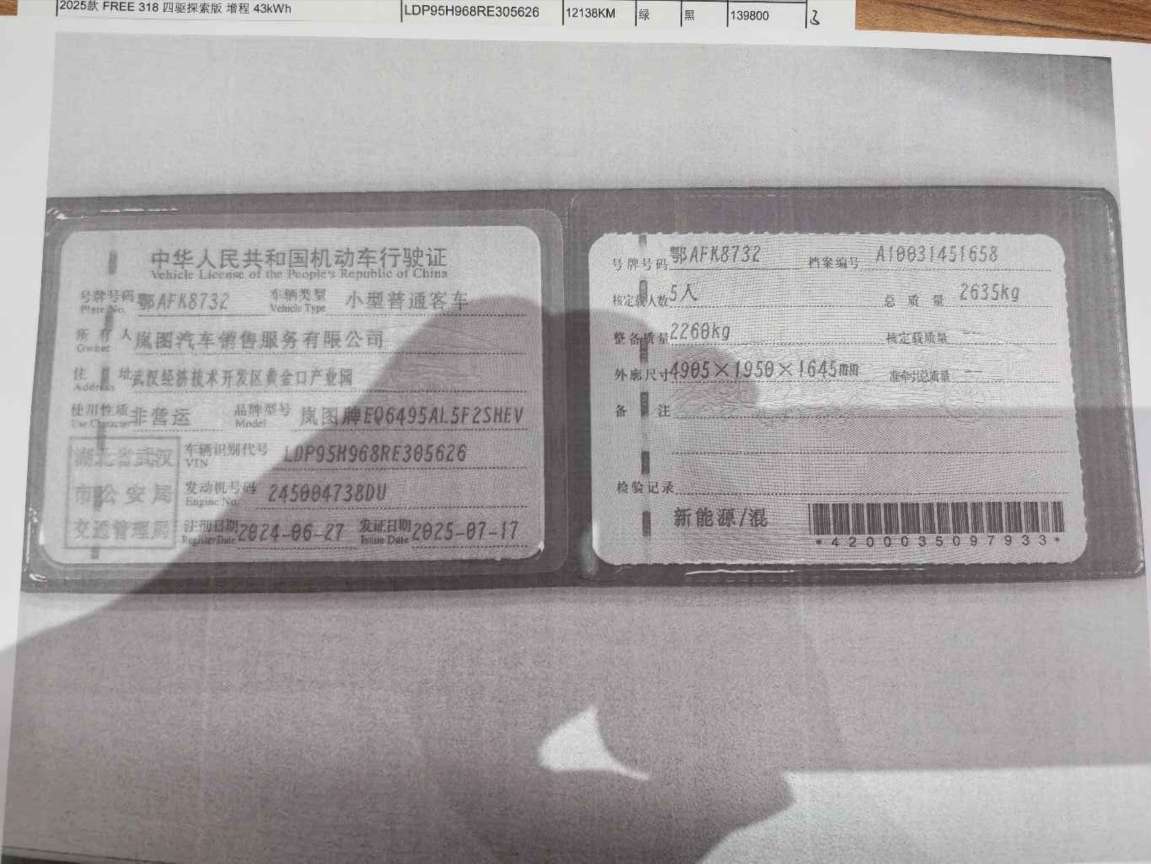 2025款 FREE 318 四驱探索版 增程 43kWh LDP95H968RE305626 12138KM 绿 黑 139800
中华人民共和国机动车行驶证
Vehicle License of the People's Republic of China
号牌号码 鄂AFK8732 车辆类型 小型普通客车
Plate No. Vehicle Type
所有人 岚图汽车销售服务有限公司
Owner
住址 武汉经济技术开发区黄金口产业园
Address
使用性质 非营运 品牌型号 岚图牌EQ6495AL5F2SHEV
Use Character Model
湖北省武汉
市公安局
交通管理局
车辆识别代号 LDP95H968RE305626
VIN
发动机号码 245004738DU
Engine No.
注册日期 2024-06-27 发证日期 2025-07-17
Register Date Issue Date
号牌号码 鄂AFK8732 档案编号 A10031451658
核定载人数 5人 总质量 2635kg
整备质量 2260kg 核定载质量 --
外廓尺寸 4905×1950×1645mm 准牵引总质量 --
备注
检验记录
新能源/混
*4200035097933*